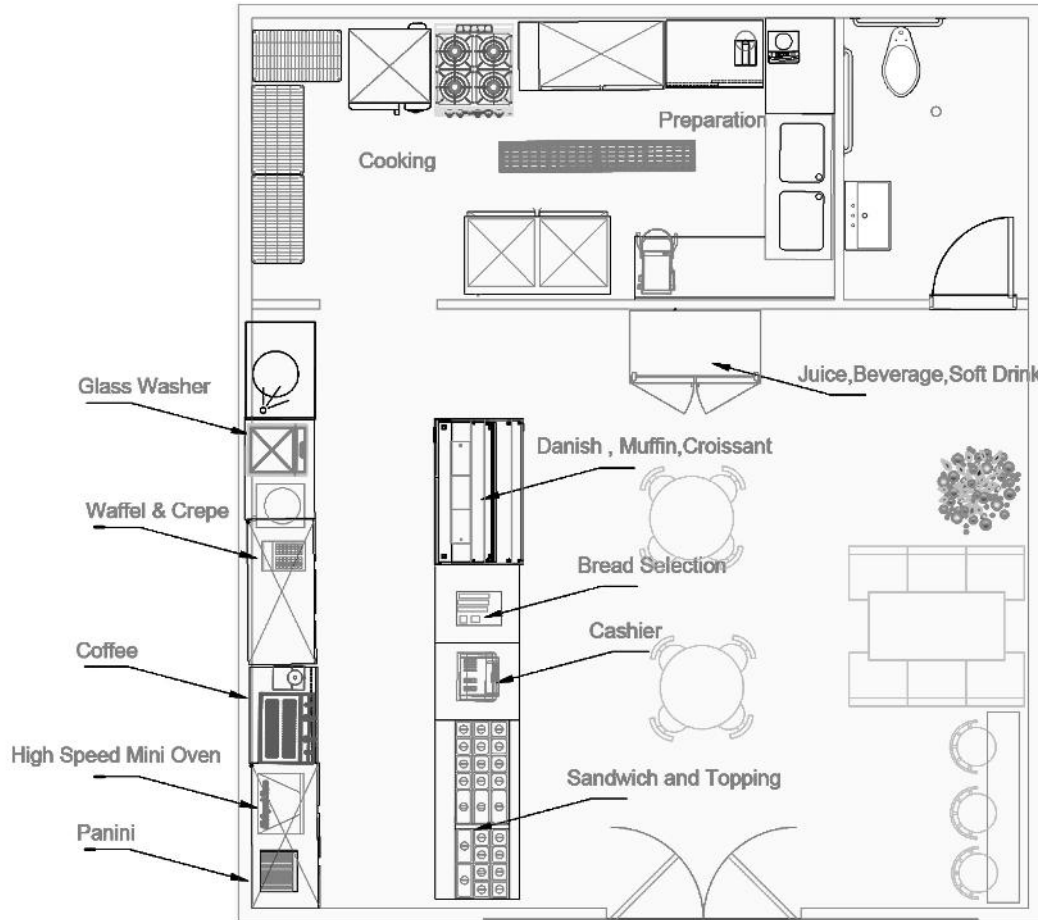 Preparation
Cooking
Glass Washer
Juice,Beverage,Soft Drink
Danish , Muffin,Croissant
Waffel & Crepe
Bread Selection
Cashier
Coffee
High Speed Mini Oven
Sandwich and Topping
Panini